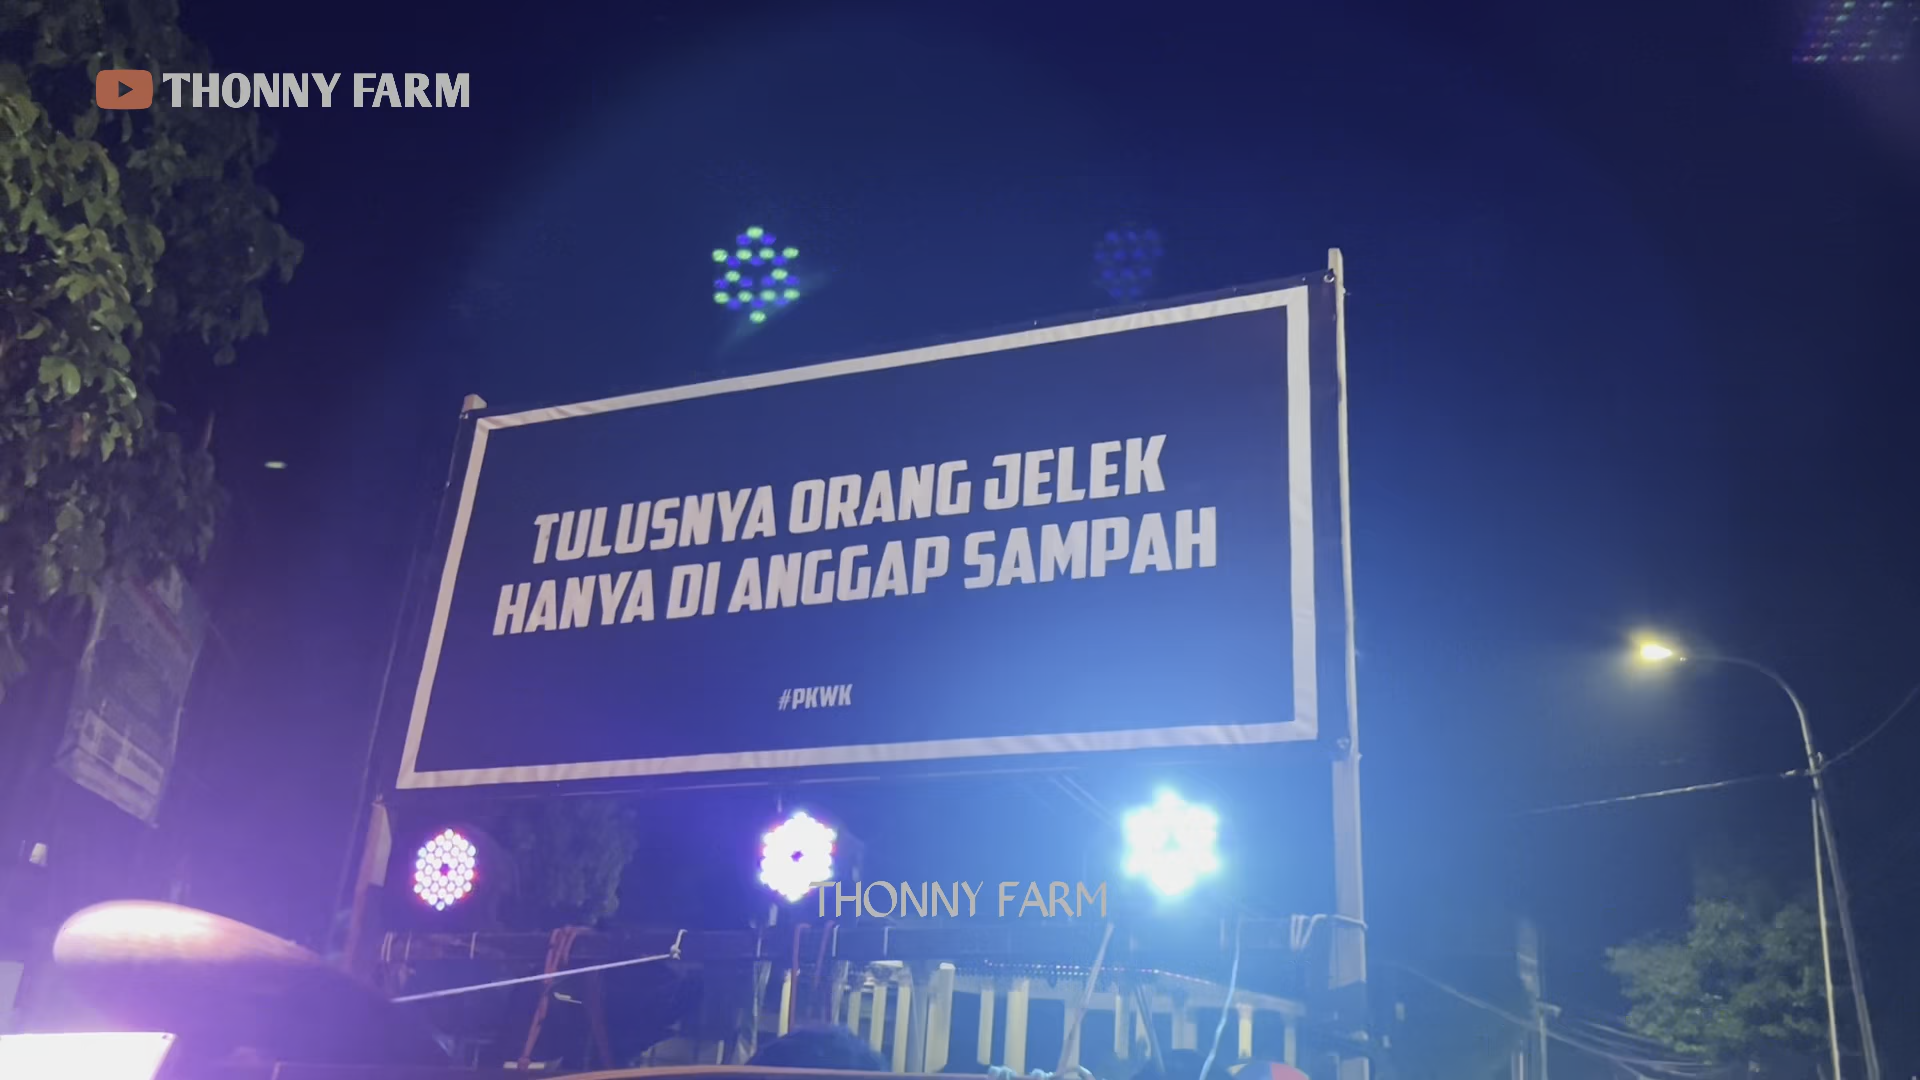 THONNY FARM
TULUSNYA ORANG JELEK
HANYA DI ANGGAP SAMPAH
#PKWK
THONNY FARM